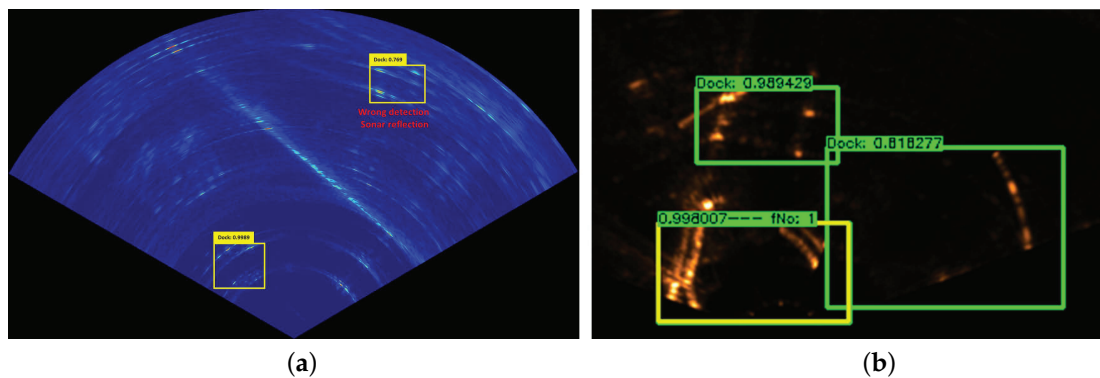 Dock: 0.769
Wrong detection
Sonar reflection
Dock: 0.9989
Dock: 0.989429
Dock: 0.818277
0.998007--- fNo: 1
(a)
(b)